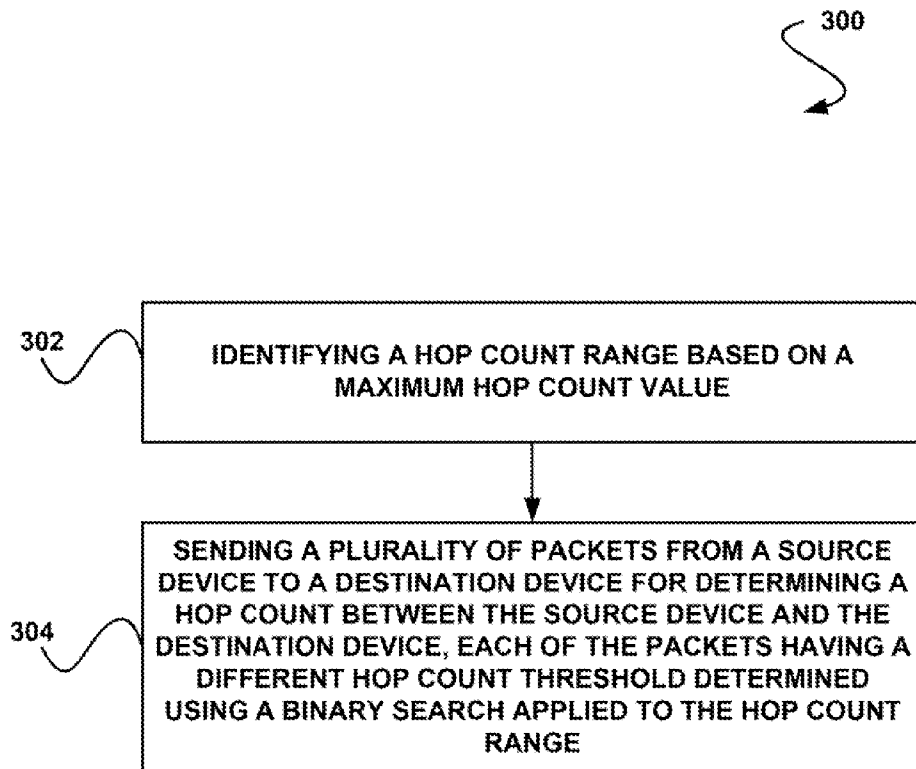 300
302
IDENTIFYING A HOP COUNT RANGE BASED ON A
MAXIMUM HOP COUNT VALUE
304
SENDING A PLURALITY OF PACKETS FROM A SOURCE
DEVICE TO A DESTINATION DEVICE FOR DETERMINING A
HOP COUNT BETWEEN THE SOURCE DEVICE AND THE
DESTINATION DEVICE, EACH OF THE PACKETS HAVING A
DIFFERENT HOP COUNT THRESHOLD DETERMINED
USING A BINARY SEARCH APPLIED TO THE HOP COUNT
RANGE